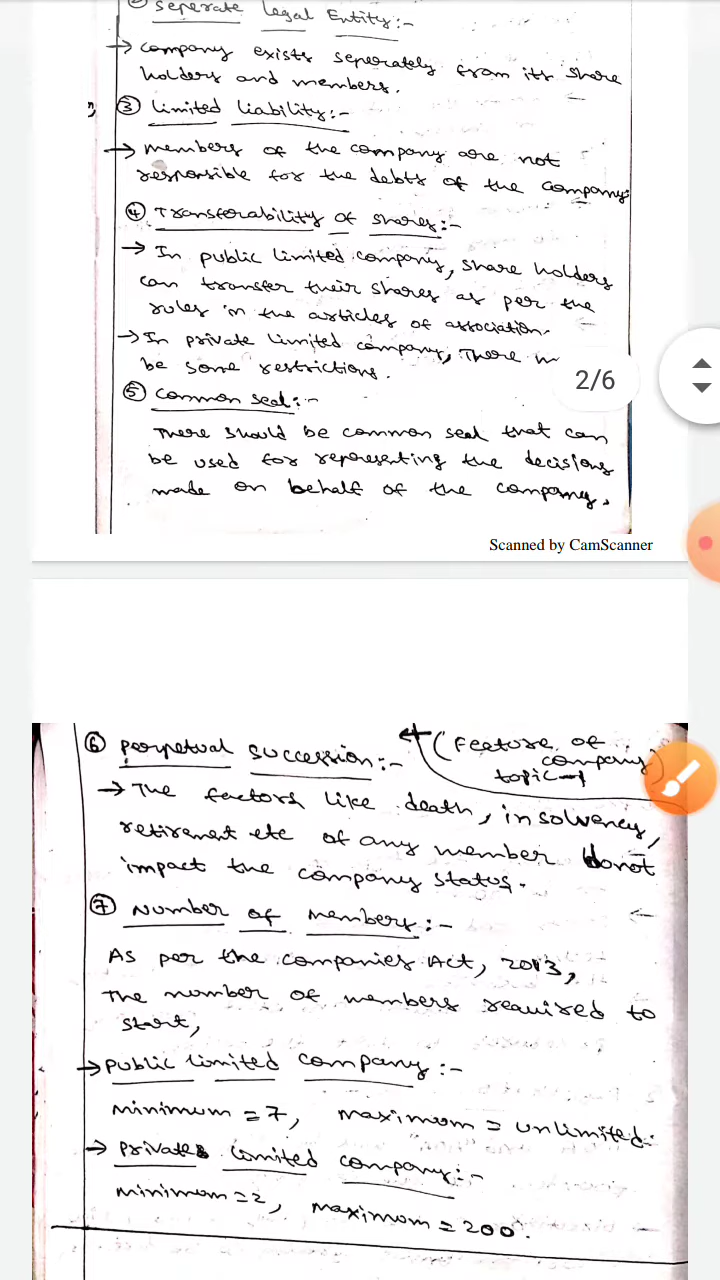 ② Seperate Legal Entity:-
→ company exists seperately from its share
holders and members.
③ limited liability:-
→ members of the company are not
responsible for the debts of the company.
④ Transferability of shares:-
→ In public limited company, share holders
can transfer their shares as per the
rules in the articles of association.
→ In private limited company, There
be some restrictions.
2/6
⑤ Common seal:-
There should be common seal that can
be used for representing the decisions
made on behalf of the company.
Scanned by CamScanner
⑥ perpetual succession:-
(Feature of
company)
topic-1
→ The factors like death, insolvency,
retirement etc of any member donot
impact the company status.
⑦ Number of members:-
As per the companies Act, 2013,
The number of members required to
start,
→ public limited company:-
minimum = 7, maximum = unlimited.
→ private limited company:-
minimum = 2, maximum = 200.